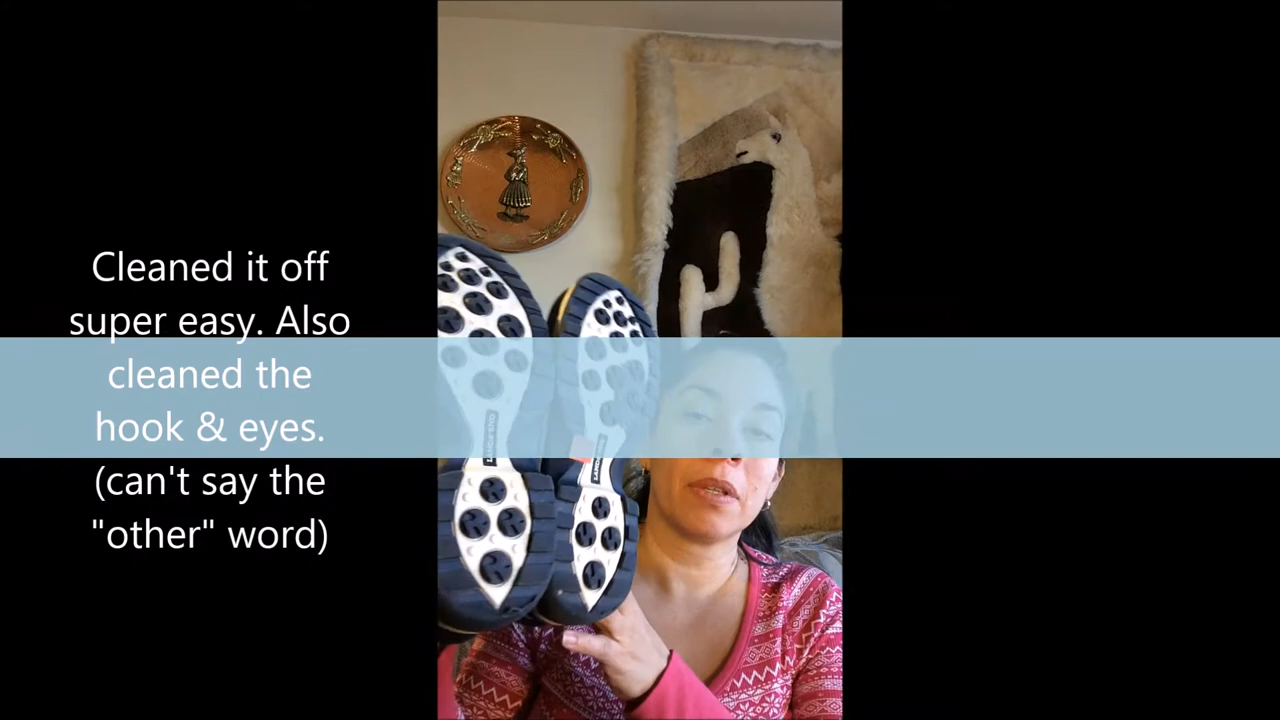 Cleaned it off
super easy. Also
cleaned the
hook & eyes.
(can't say the
"other" word)